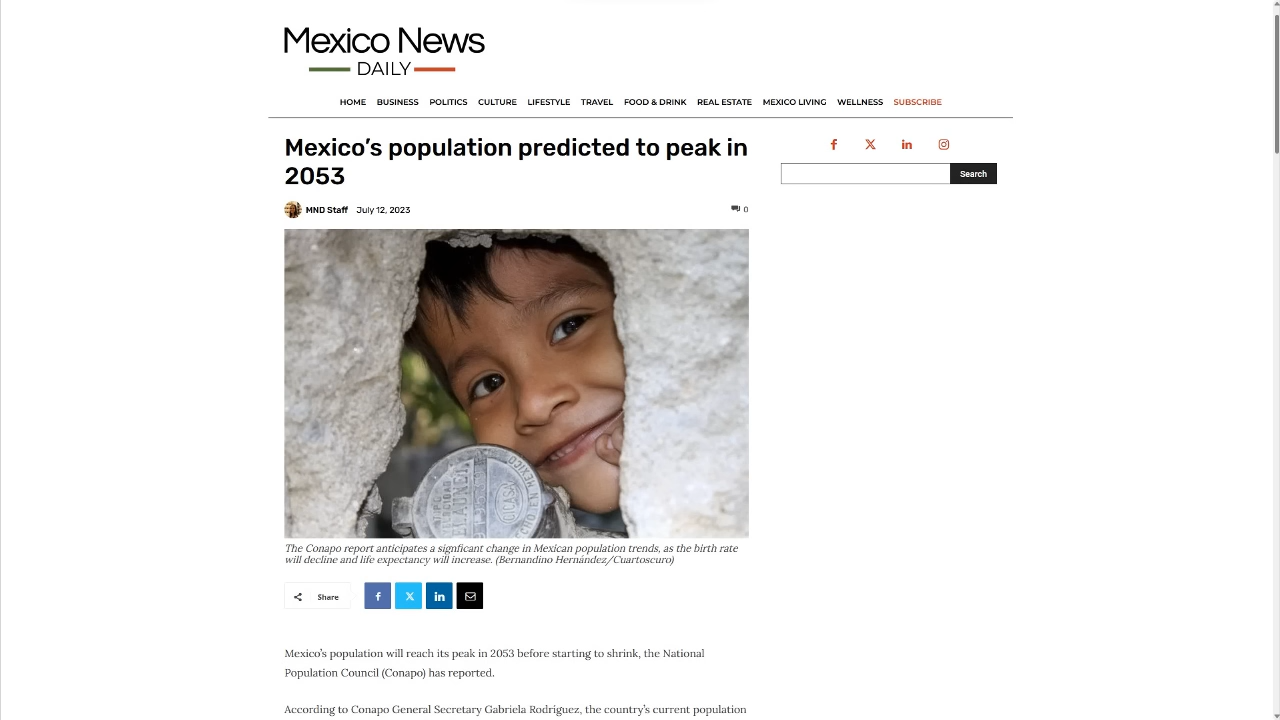 Mexico News
DAILY
HOME BUSINESS POLITICS CULTURE LIFESTYLE TRAVEL FOOD & DRINK REAL ESTATE MEXICO LIVING WELLNESS SUBSCRIBE
Mexico's population predicted to peak in
2053
MND Staff July 12, 2023 0
Search
The Conapo report anticipates a signficant change in Mexican population trends, as the birth rate
will decline and life expectancy will increase. (Bernandino Hernández/Cuartoscuro)
Share
Mexico's population will reach its peak in 2053 before starting to shrink, the National
Population Council (Conapo) has reported.
According to Conapo General Secretary Gabriela Rodríguez, the country's current population